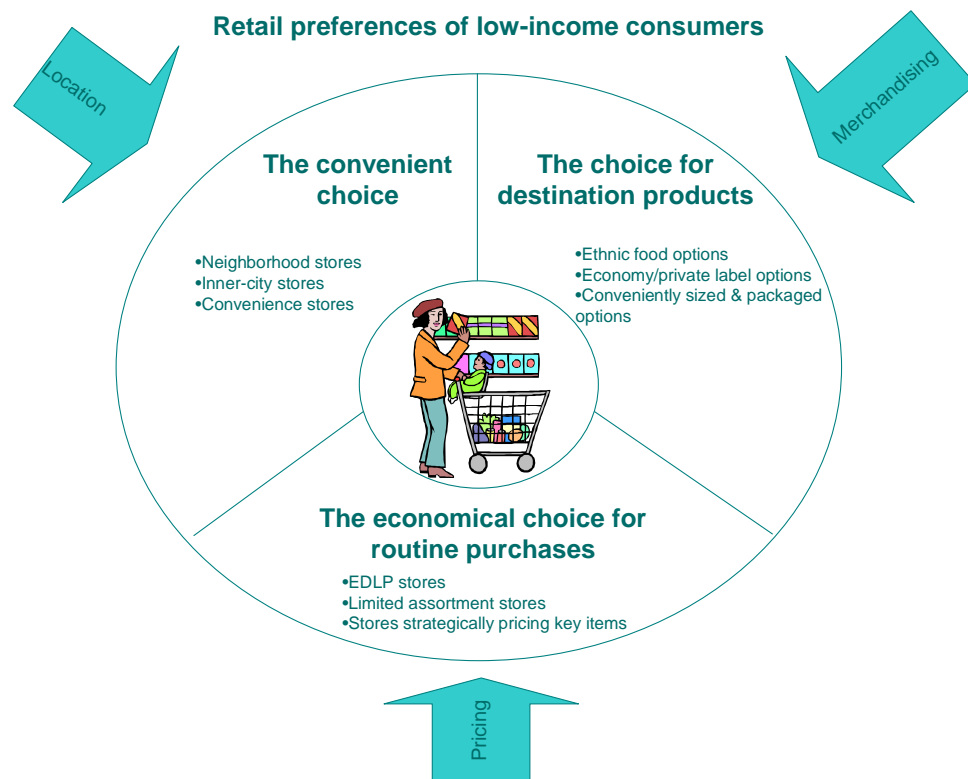 Retail preferences of low-income consumers
Location
Merchandising
The convenient
choice
•Neighborhood stores
•Inner-city stores
•Convenience stores
The choice for
destination products
•Ethnic food options
•Economy/private label options
•Conveniently sized & packaged
options
The economical choice for
routine purchases
•EDLP stores
•Limited assortment stores
•Stores strategically pricing key items
Pricing